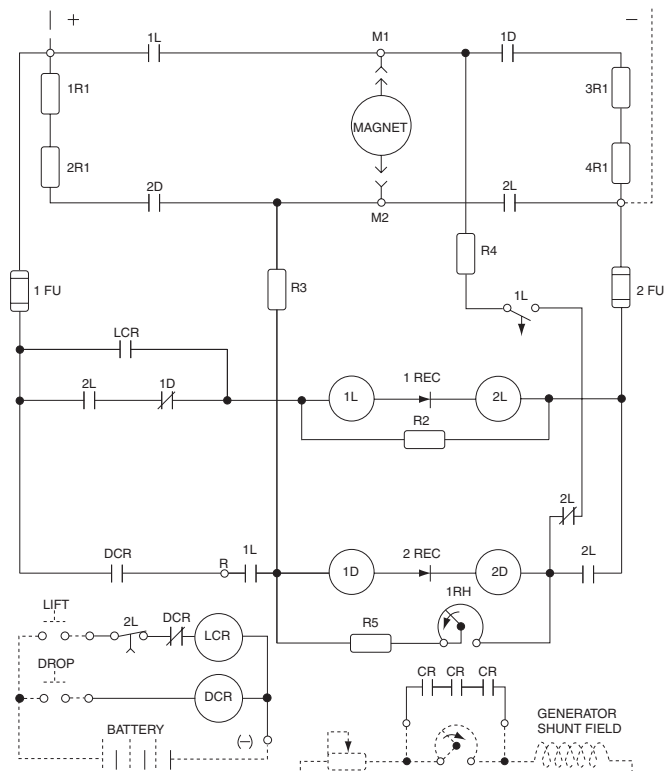 +
−
1L
M1
1D
1R1
3R1
MAGNET
2R1
4R1
2D
2L
M2
R4
1 FU
R3
2 FU
1L
LCR
2L
1D
1L
1 REC
2L
R2
2L
DCR
R
1L
1D
2 REC
2D
2L
1RH
LIFT
2L
DCR
LCR
R5
DROP
DCR
CR CR CR
BATTERY
(−)
GENERATOR
SHUNT FIELD